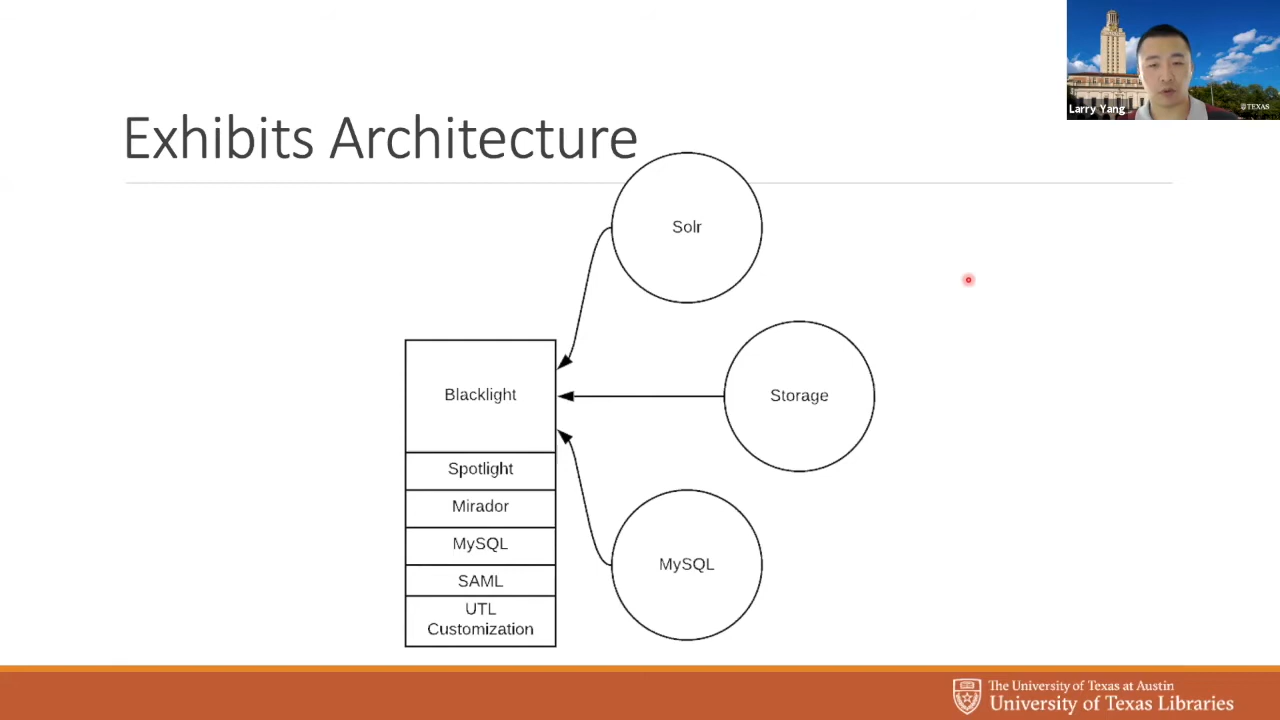 Larry Yang
TEXAS
Exhibits Architecture
Solr
Blacklight
Storage
Spotlight
Mirador
MySQL
MySQL
SAML
UTL
Customization
The University of Texas at Austin
University of Texas Libraries